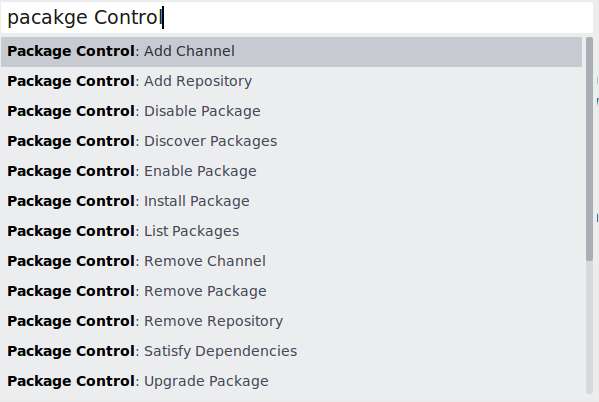 pacakge Control
Package Control: Add Channel
Package Control: Add Repository
Package Control: Disable Package
Package Control: Discover Packages
Package Control: Enable Package
Package Control: Install Package
Package Control: List Packages
Package Control: Remove Channel
Package Control: Remove Package
Package Control: Remove Repository
Package Control: Satisfy Dependencies
Package Control: Upgrade Package